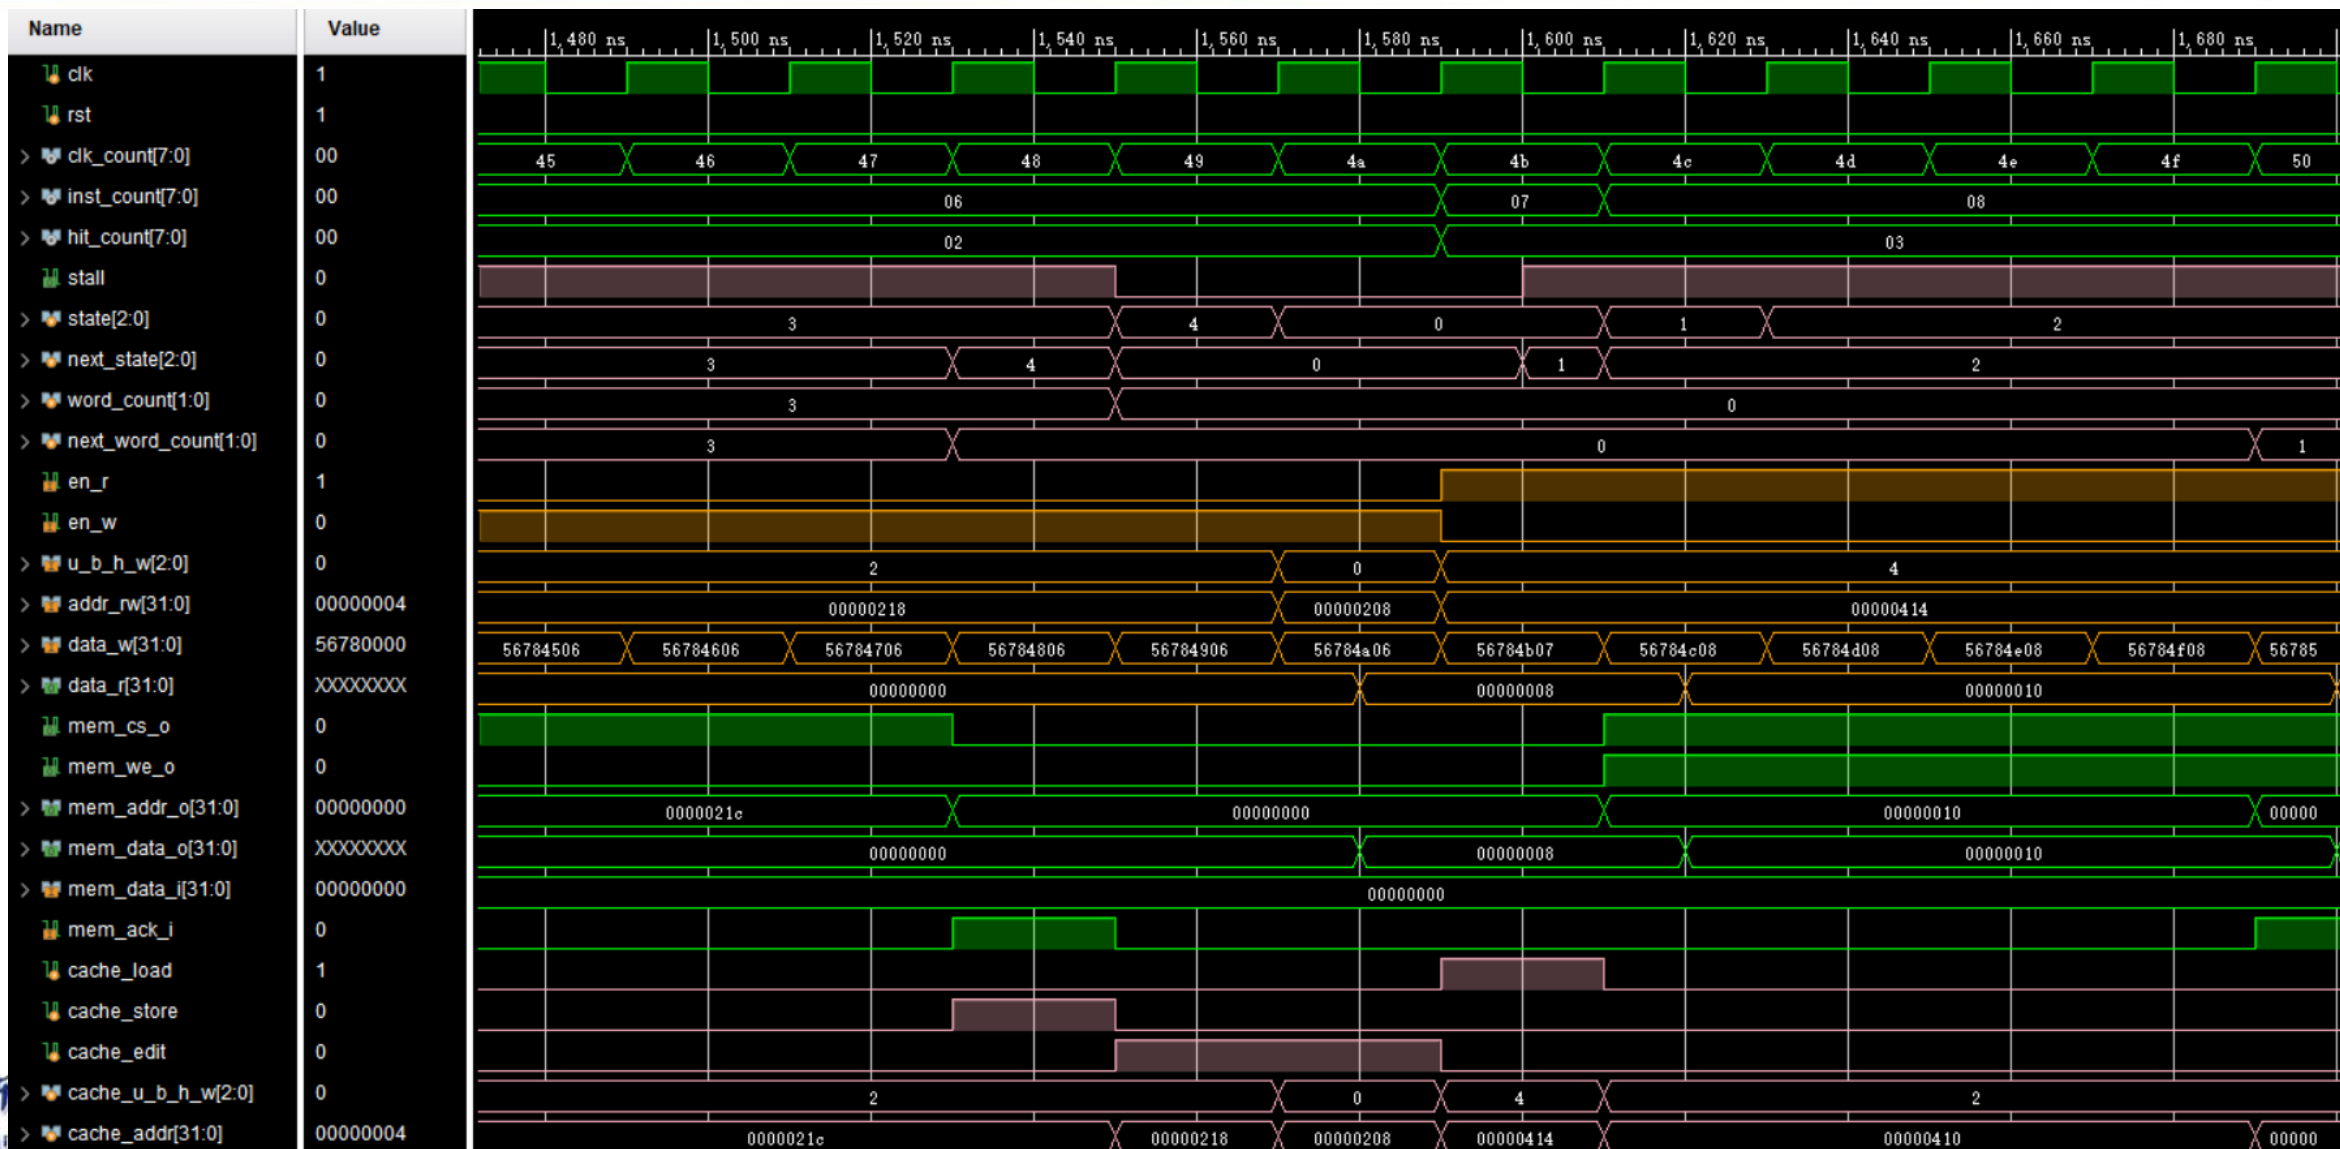 Name Value 1,480 ns 1,500 ns 1,520 ns 1,540 ns 1,560 ns 1,580 ns 1,600 ns 1,620 ns 1,640 ns 1,660 ns 1,680 ns
clk 1
rst 1
clk_count[7:0] 00 45 46 47 48 49 4a 4b 4c 4d 4e 4f 50
inst_count[7:0] 00 06 07 08
hit_count[7:0] 00 02 03
stall 0
state[2:0] 0 3 4 0 1 2
next_state[2:0] 0 3 4 0 1 2
word_count[1:0] 0 3 0
next_word_count[1:0] 0 3 0 1
en_r 1
en_w 0
u_b_h_w[2:0] 0 2 0 4
addr_rw[31:0] 00000004 00000218 00000208 00000414
data_w[31:0] 56780000 56784506 56784606 56784706 56784806 56784906 56784a06 56784b07 56784c08 56784d08 56784e08 56784f08 56785
data_r[31:0] XXXXXXXX 00000000 00000008 00000010
mem_cs_o 0
mem_we_o 0
mem_addr_o[31:0] 00000000 0000021c 00000000 00000010 00000
mem_data_o[31:0] XXXXXXXX 00000000 00000008 00000010
mem_data_i[31:0] 00000000 00000000
mem_ack_i 0
cache_load 1
cache_store 0
cache_edit 0
cache_u_b_h_w[2:0] 0 2 0 4 2
cache_addr[31:0] 00000004 0000021c 00000218 00000208 00000414 00000410 00000